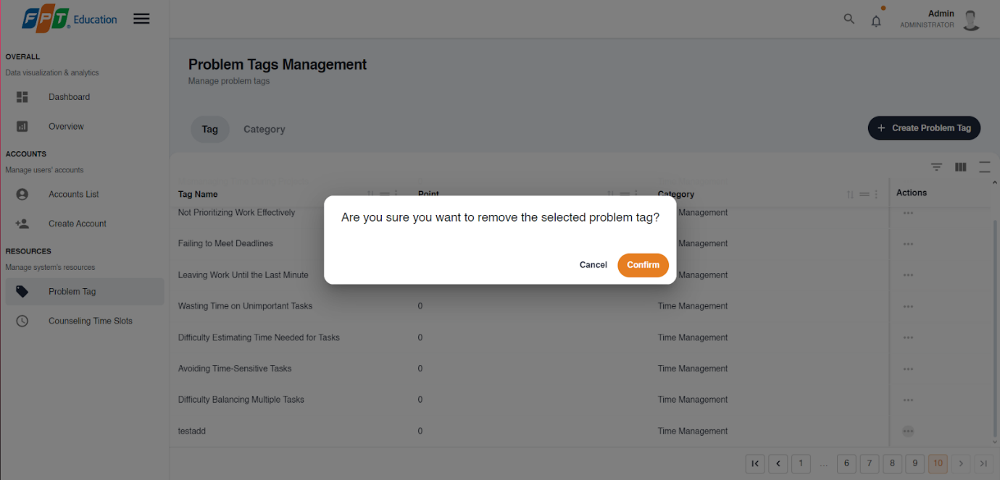 FPT Education
Admin
ADMINISTRATOR
OVERALL
Data visualization & analytics
Dashboard
Overview
ACCOUNTS
Manage users' accounts
Accounts List
Create Account
RESOURCES
Manage system's resources
Problem Tag
Counseling Time Slots
Problem Tags Management
Manage problem tags
Tag Category
+ Create Problem Tag
Tag Name Point Category Actions
Not Prioritizing Work Effectively Management
Failing to Meet Deadlines Management
Leaving Work Until the Last Minute Management
Wasting Time on Unimportant Tasks 0 Time Management
Difficulty Estimating Time Needed for Tasks 0 Time Management
Avoiding Time-Sensitive Tasks 0 Time Management
Difficulty Balancing Multiple Tasks 0 Time Management
testadd 0 Time Management
Are you sure you want to remove the selected problem tag?
Cancel Confirm
1 ... 6 7 8 9 10